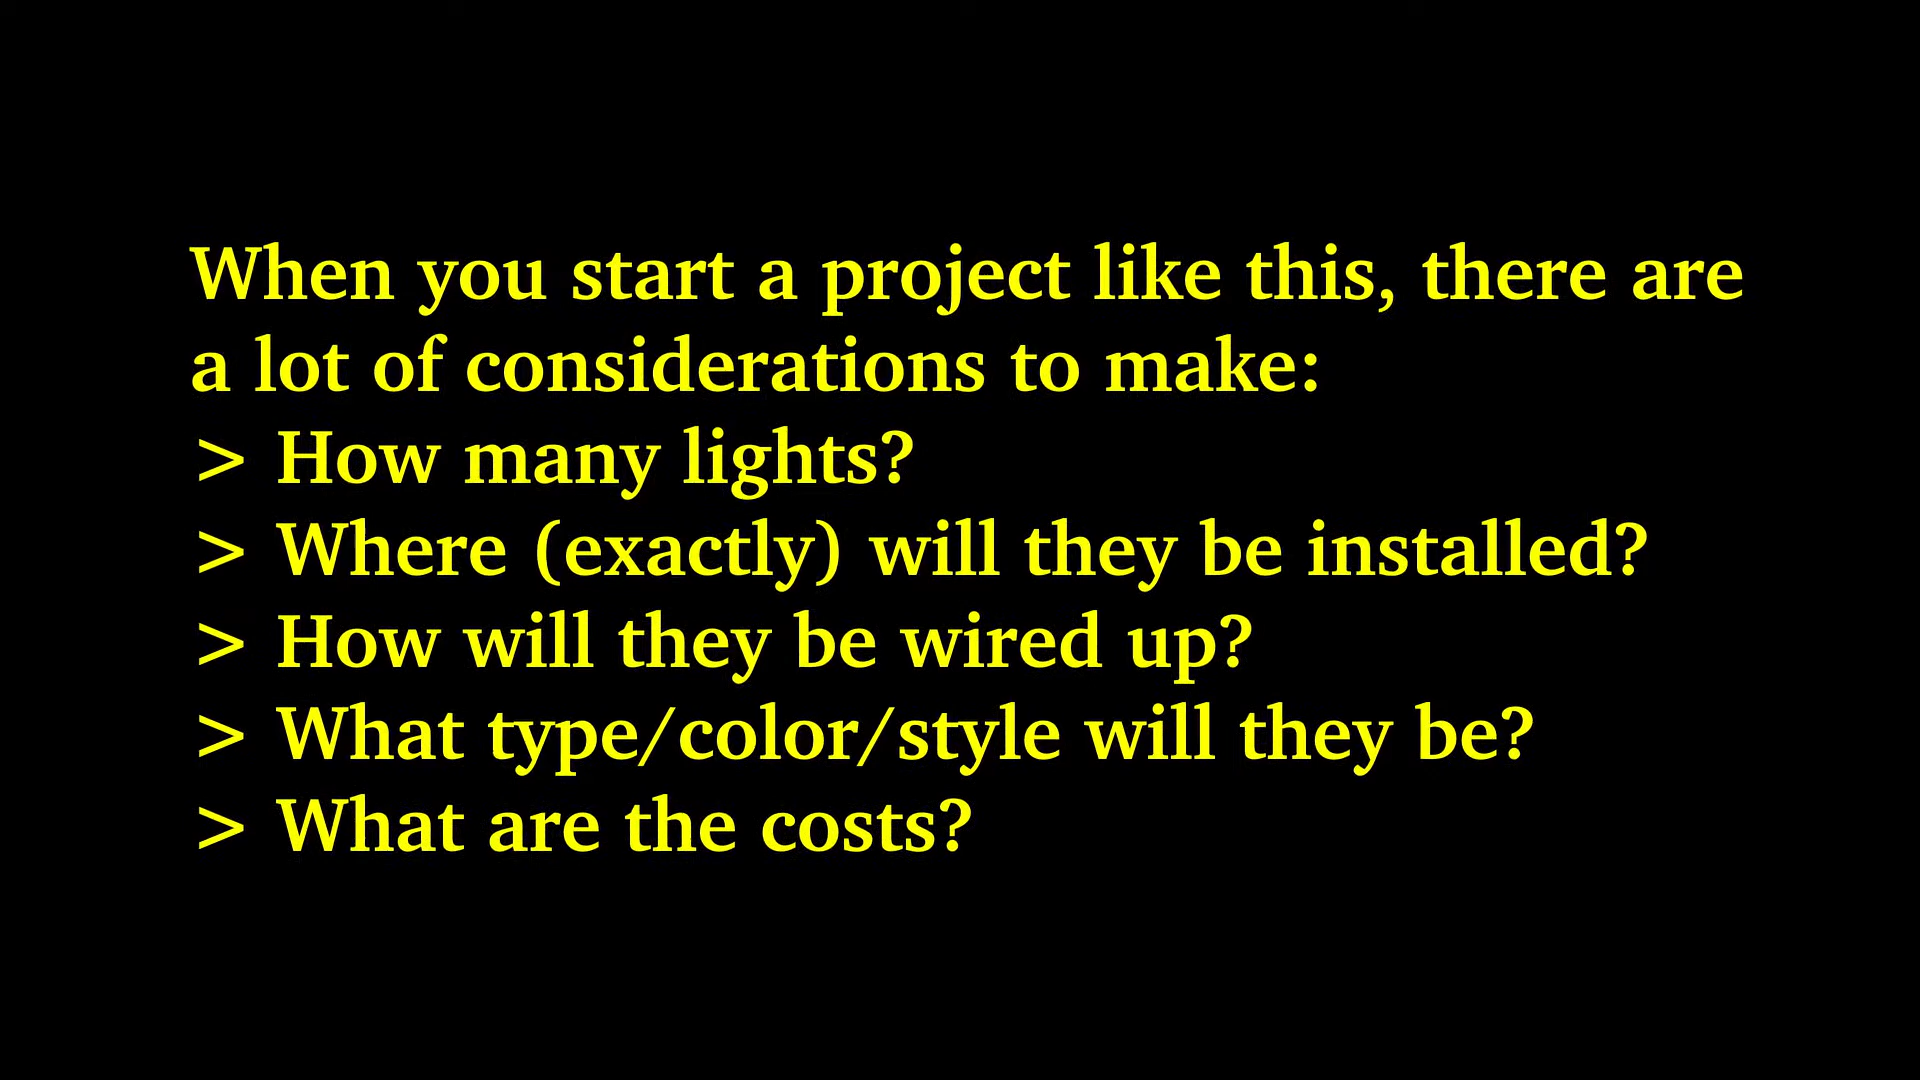 When you start a project like this, there are
a lot of considerations to make:
> How many lights?
> Where (exactly) will they be installed?
> How will they be wired up?
> What type/color/style will they be?
> What are the costs?